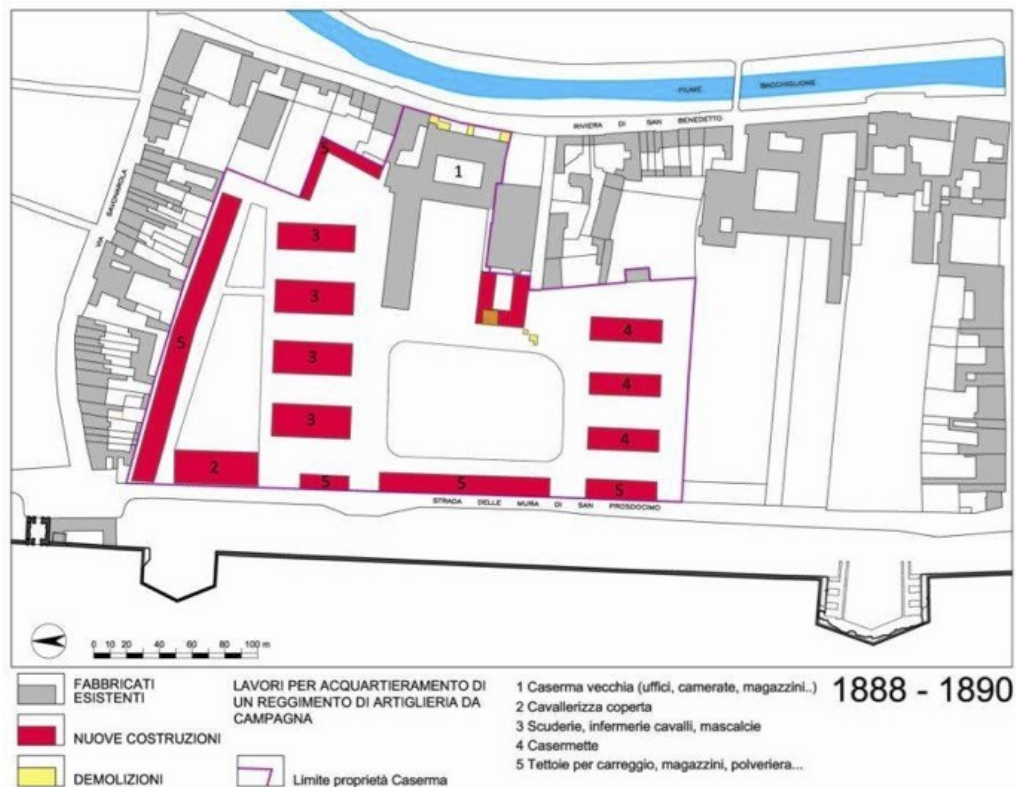 FIUME BACCHIGLIONE
RIVIERA DI SAN BENEDETTO
VIA SAVONAROLA
5
1
3
3
5
3
3
4
4
4
2
5
5
5
STRADA DELLE MURA DI SAN PROSDOCIMO
0 10 20 40 60 80 100 m
FABBRICATI
ESISTENTI
NUOVE COSTRUZIONI
DEMOLIZIONI
LAVORI PER ACQUARTIERAMENTO DI
UN REGGIMENTO DI ARTIGLIERIA DA
CAMPAGNA
Limite proprietà Caserma
1 Caserma vecchia (uffici, camerate, magazzini..)
2 Cavallerizza coperta
3 Scuderie, infermerie cavalli, mascalcie
4 Casermette
5 Tettoie per carreggio, magazzini, polveriera...
1888 - 1890